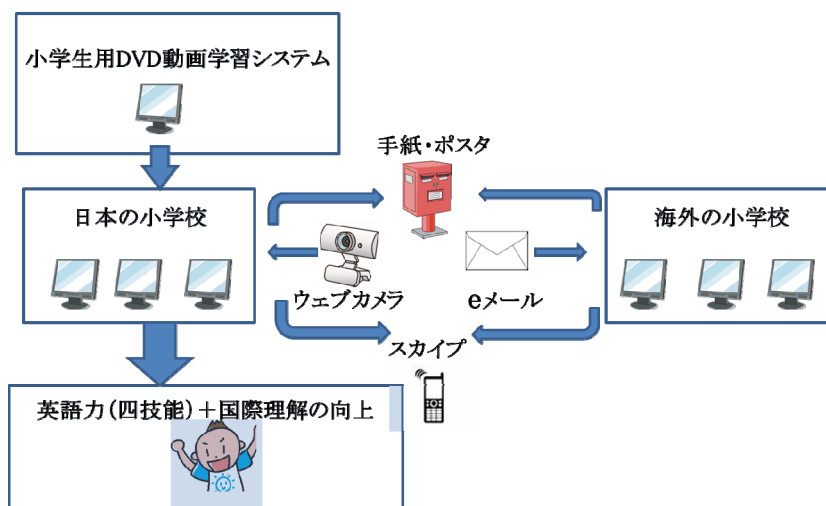 小学生用DVD動画学習システム
手紙・ポスタ
日本の小学校
海外の小学校
ウェブカメラ
eメール
スカイプ
英語力（四技能）＋国際理解の向上